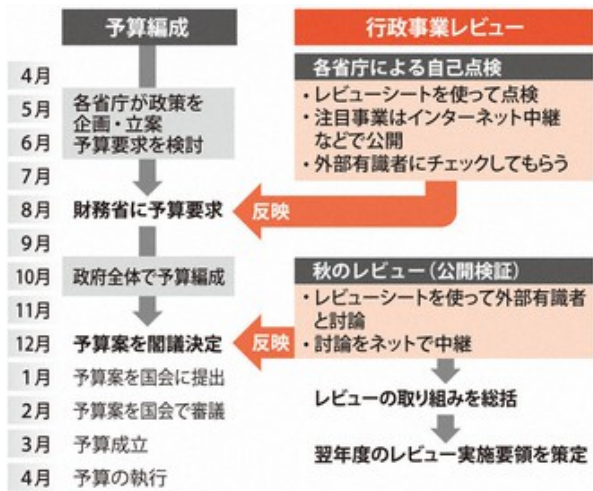 予算編成
4月
5月
6月
7月
8月
9月
10月
11月
12月
1月
2月
3月
4月
各省庁が政策を
企画・立案
予算要求を検討
財務省に予算要求
政府全体で予算編成
予算案を閣議決定
予算案を国会に提出
予算案を国会で審議
予算成立
予算の執行
行政事業レビュー
各省庁による自己点検
・レビューシートを使って点検
・注目事業はインターネット中継
などで公開
・外部有識者にチェックしてもらう
反映
秋のレビュー(公開検証)
・レビューシートを使って外部有識者
と討論
・討論をネットで中継
反映
レビューの取り組みを総括
翌年度のレビュー実施要領を策定